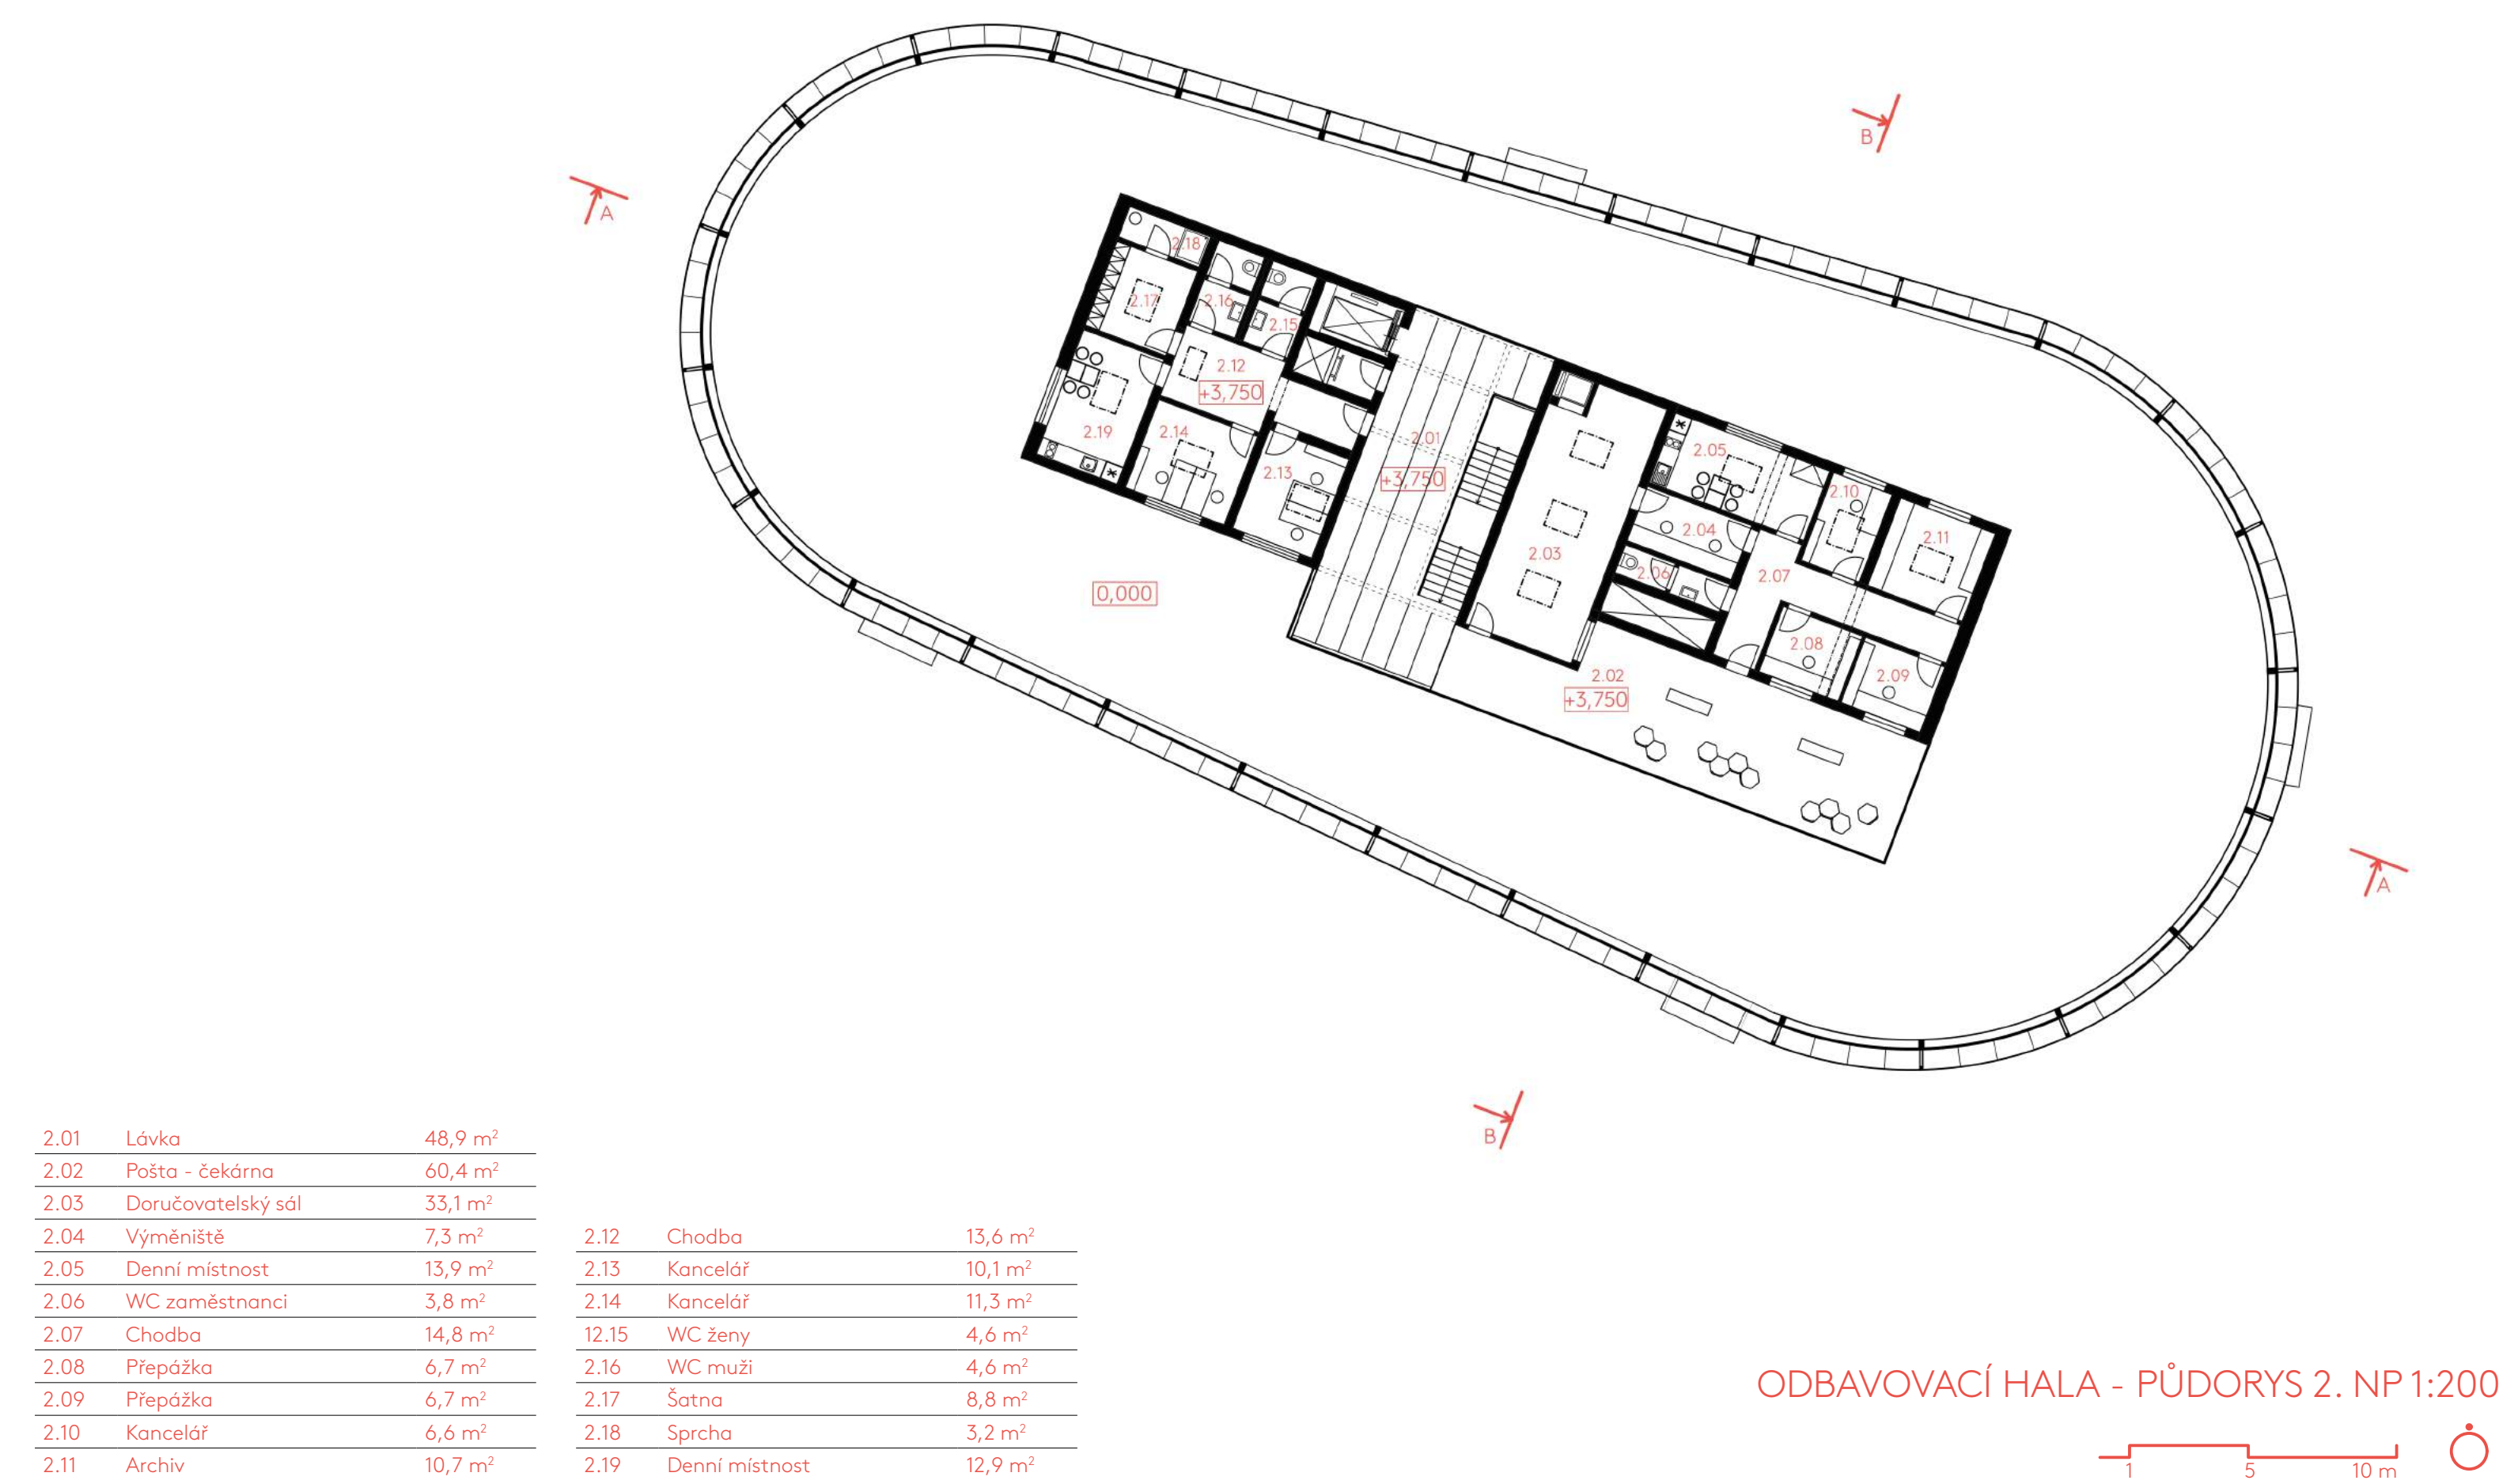 B
A
2.18
2.17
2.16
2.15
2.12
+3,750
2.19
2.14
2.13
2.01
+3,750
2.05
2.10
2.04
2.11
2.03
2.06
2.07
0,000
2.08
2.09
2.02
+3,750
A
B
2.01 Lávka 48,9 m²
2.02 Pošta - čekárna 60,4 m²
2.03 Doručovatelský sál 33,1 m²
2.04 Výměniště 7,3 m²
2.05 Denní místnost 13,9 m²
2.06 WC zaměstnanci 3,8 m²
2.07 Chodba 14,8 m²
2.08 Přepážka 6,7 m²
2.09 Přepážka 6,7 m²
2.10 Kancelář 6,6 m²
2.11 Archiv 10,7 m²
2.12 Chodba 13,6 m²
2.13 Kancelář 10,1 m²
2.14 Kancelář 11,3 m²
12.15 WC ženy 4,6 m²
2.16 WC muži 4,6 m²
2.17 Šatna 8,8 m²
2.18 Sprcha 3,2 m²
2.19 Denní místnost 12,9 m²
ODBAVOVACÍ HALA - PŮDORYS 2. NP 1:200
1 5 10 m